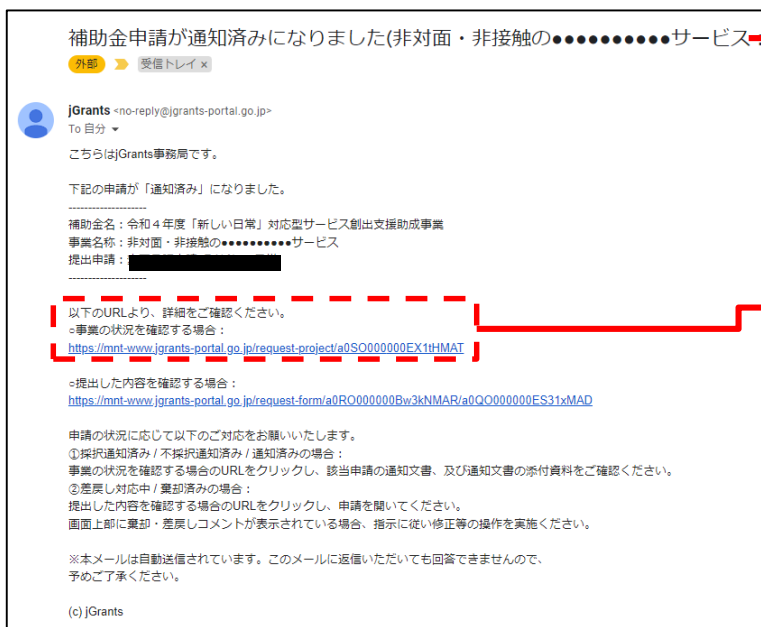 補助金申請が通知済みになりました(非対面・非接触の●●●●●●●●●●サービス
外部 受信トレイ ×
jGrants <no-reply@jgrants-portal.go.jp>
To 自分
こちらはjGrants事務局です。
下記の申請が「通知済み」になりました。
--------------------
補助金名：令和４年度「新しい日常」対応型サービス創出支援助成事業
事業名称：非対面・非接触の●●●●●●●●●●サービス
提出申請：
--------------------
以下のURLより、詳細をご確認ください。
○事業の状況を確認する場合：
https://mnt-www.jgrants-portal.go.jp/request-project/a0SO000000EX1tHMAT
○提出した内容を確認する場合：
https://mnt-www.jgrants-portal.go.jp/request-form/a0RO000000Bw3kNMAR/a0QO000000ES31xMAD
申請の状況に応じて以下のご対応をお願いいたします。
①採択通知済み / 不採択通知済み / 通知済みの場合：
事業の状況を確認する場合のURLをクリックし、該当申請の通知文書、及び通知文書の添付資料をご確認ください。
②差戻し対応中 / 棄却済みの場合：
提出した内容を確認する場合のURLをクリックし、申請を開いてください。
画面上部に棄却・差戻しコメントが表示されている場合、指示に従い修正等の操作を実施ください。
※本メールは自動送信されています。このメールに返信いただいても回答できませんので、
予めご了承ください。
(c) jGrants